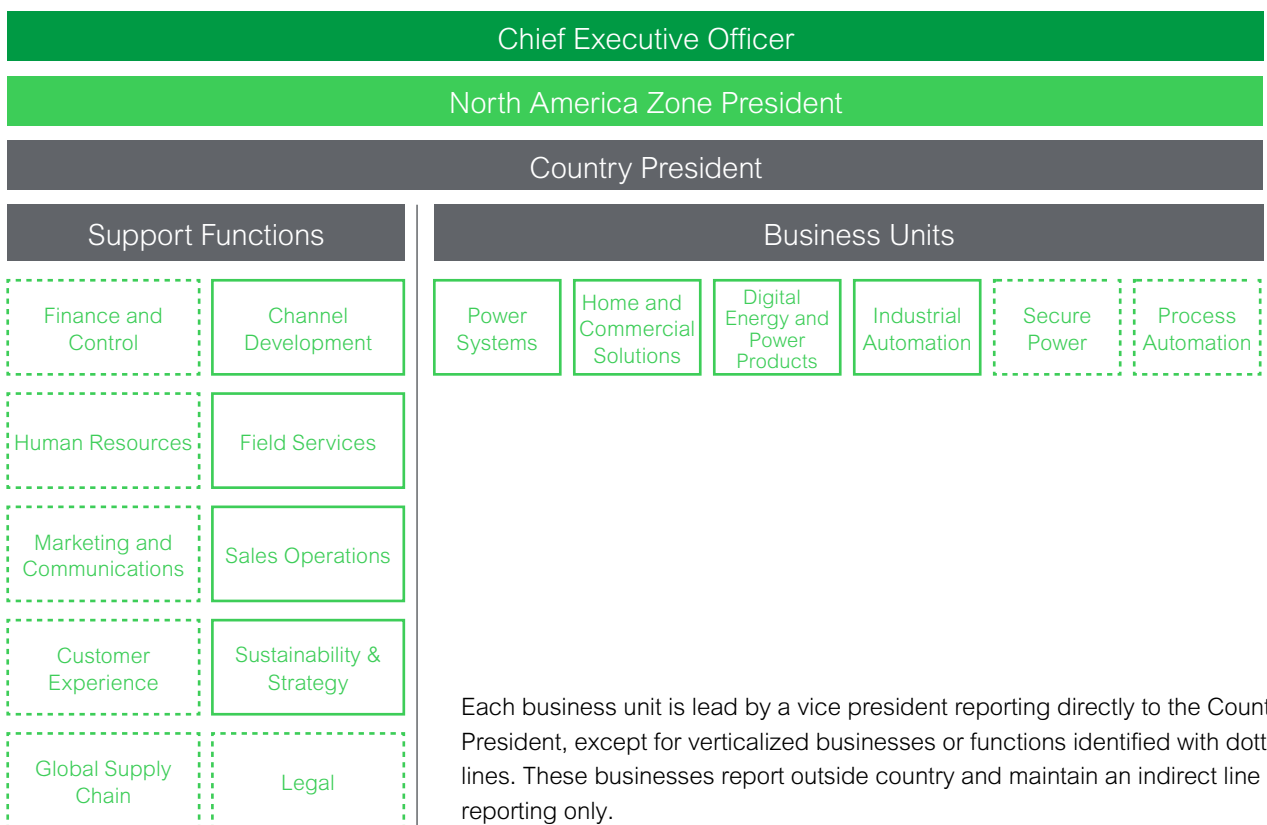 Chief Executive Officer
North America Zone President
Country President
Support Functions
Business Units
Finance and
Control
Channel
Development
Power
Systems
Home and
Commercial
Solutions
Digital
Energy and
Power
Products
Industrial
Automation
Secure
Power
Process
Automation
Human Resources
Field Services
Marketing and
Communications
Sales Operations
Customer
Experience
Sustainability &
Strategy
Global Supply
Chain
Legal
Each business unit is lead by a vice president reporting directly to the Count
President, except for verticalized businesses or functions identified with dott
lines. These businesses report outside country and maintain an indirect line
reporting only.